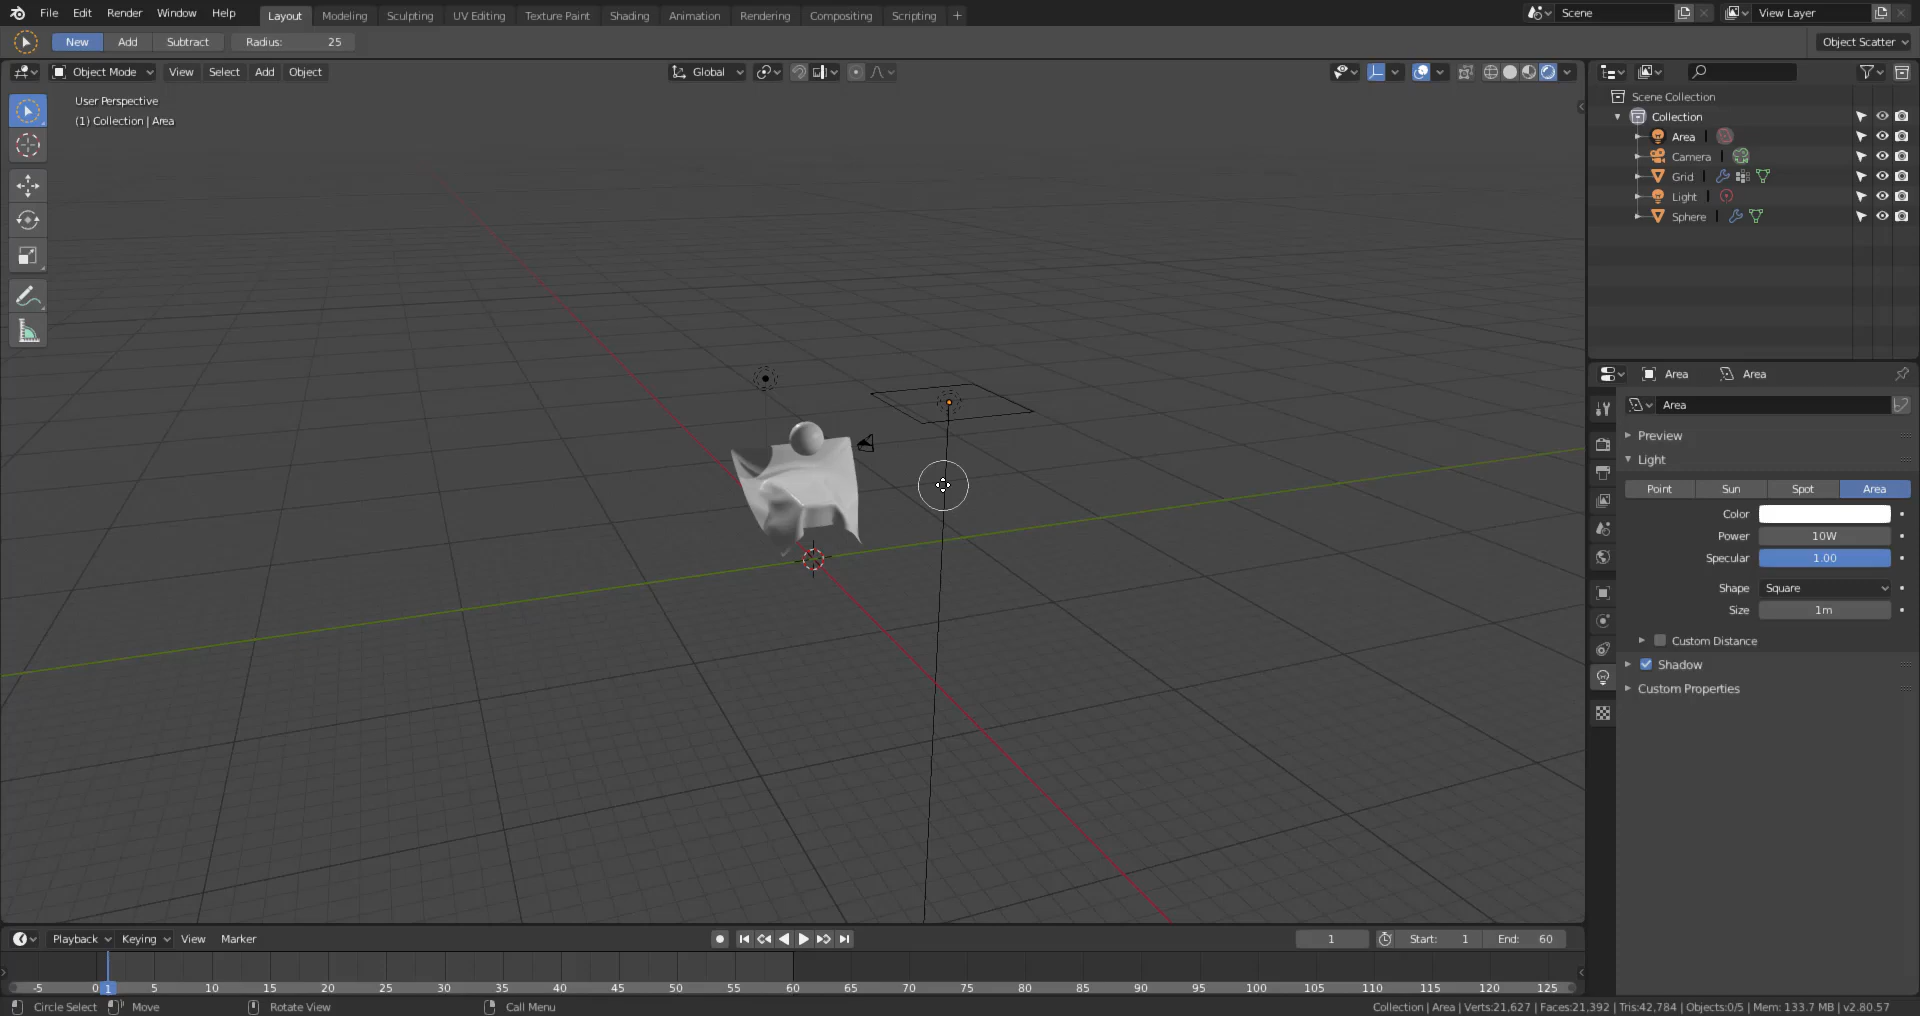 File Edit Render Window Help Layout Modeling Sculpting UV Editing Texture Paint Shading Animation Rendering Compositing Scripting + Scene View Layer
New Add Subtract Radius: 25 Object Scatter
Object Mode View Select Add Object Global
User Perspective
(1) Collection | Area
Scene Collection
Collection
Area
Camera
Grid
Light
Sphere
Area Area
Area
Preview
Light
Point Sun Spot Area
Color
Power 10W
Specular 1.00
Shape Square
Size 1m
Custom Distance
Shadow
Custom Properties
Playback Keying View Marker 1 Start: 1 End: 60
-5 0 1 5 10 15 20 25 30 35 40 45 50 55 60 65 70 75 80 85 90 95 100 105 110 115 120 125
Circle Select Move Rotate View Call Menu Collection | Area | Verts:21,627 | Faces:21,392 | Tris:42,784 | Objects:0/5 | Mem: 133.7 MB | v2.80.57